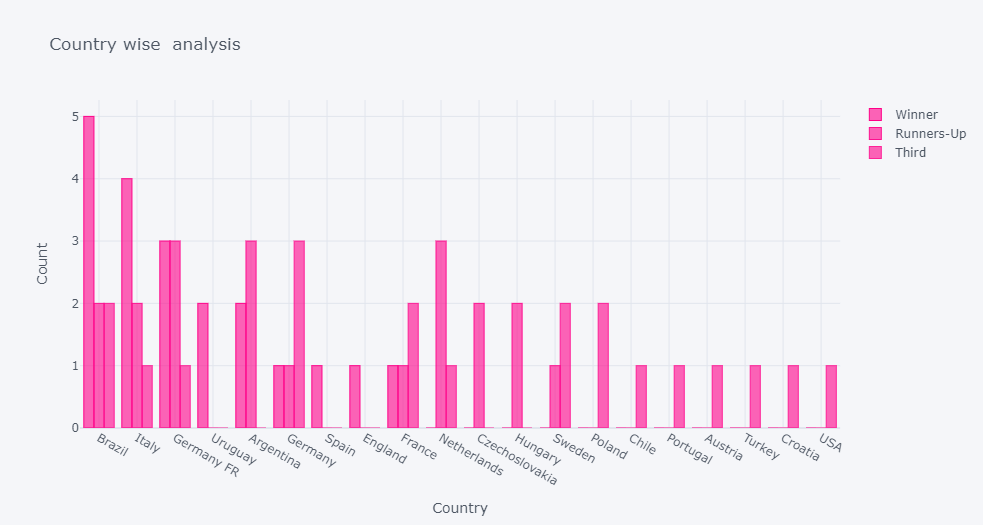 Country wise  analysis
Winner
Runners-Up
Third
Count
5
4
3
2
1
0
Brazil
Italy
Germany FR
Uruguay
Argentina
Germany
Spain
England
France
Netherlands
Czechoslovakia
Hungary
Sweden
Poland
Chile
Portugal
Austria
Turkey
Croatia
USA
Country